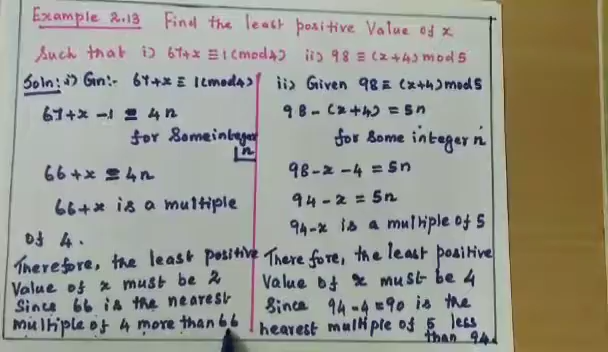 Example 2.13 Find the least positive Value of x
Such that i) 67+x ≡ 1(mod4) ii) 98 ≡ (x+4) mod 5
Soln: i) Gn:- 67+x ≡ 1(mod4)
67+x -1 = 4n
for Some integer
n
66+x = 4n
66+x is a multiple
of 4.
Therefore, the least positive
Value of x must be 2
Since 66 is the nearest
multiple of 4 more than 66
ii) Given 98 ≡ (x+4) mod 5
98-(x+4) = 5n
for Some integer n
98-x-4 = 5n
94-x = 5n
94-x is a multiple of 5
Therefore, the least positive
Value of x must be 4
Since 94-4=90 is the
nearest multiple of 5 less
than 94.